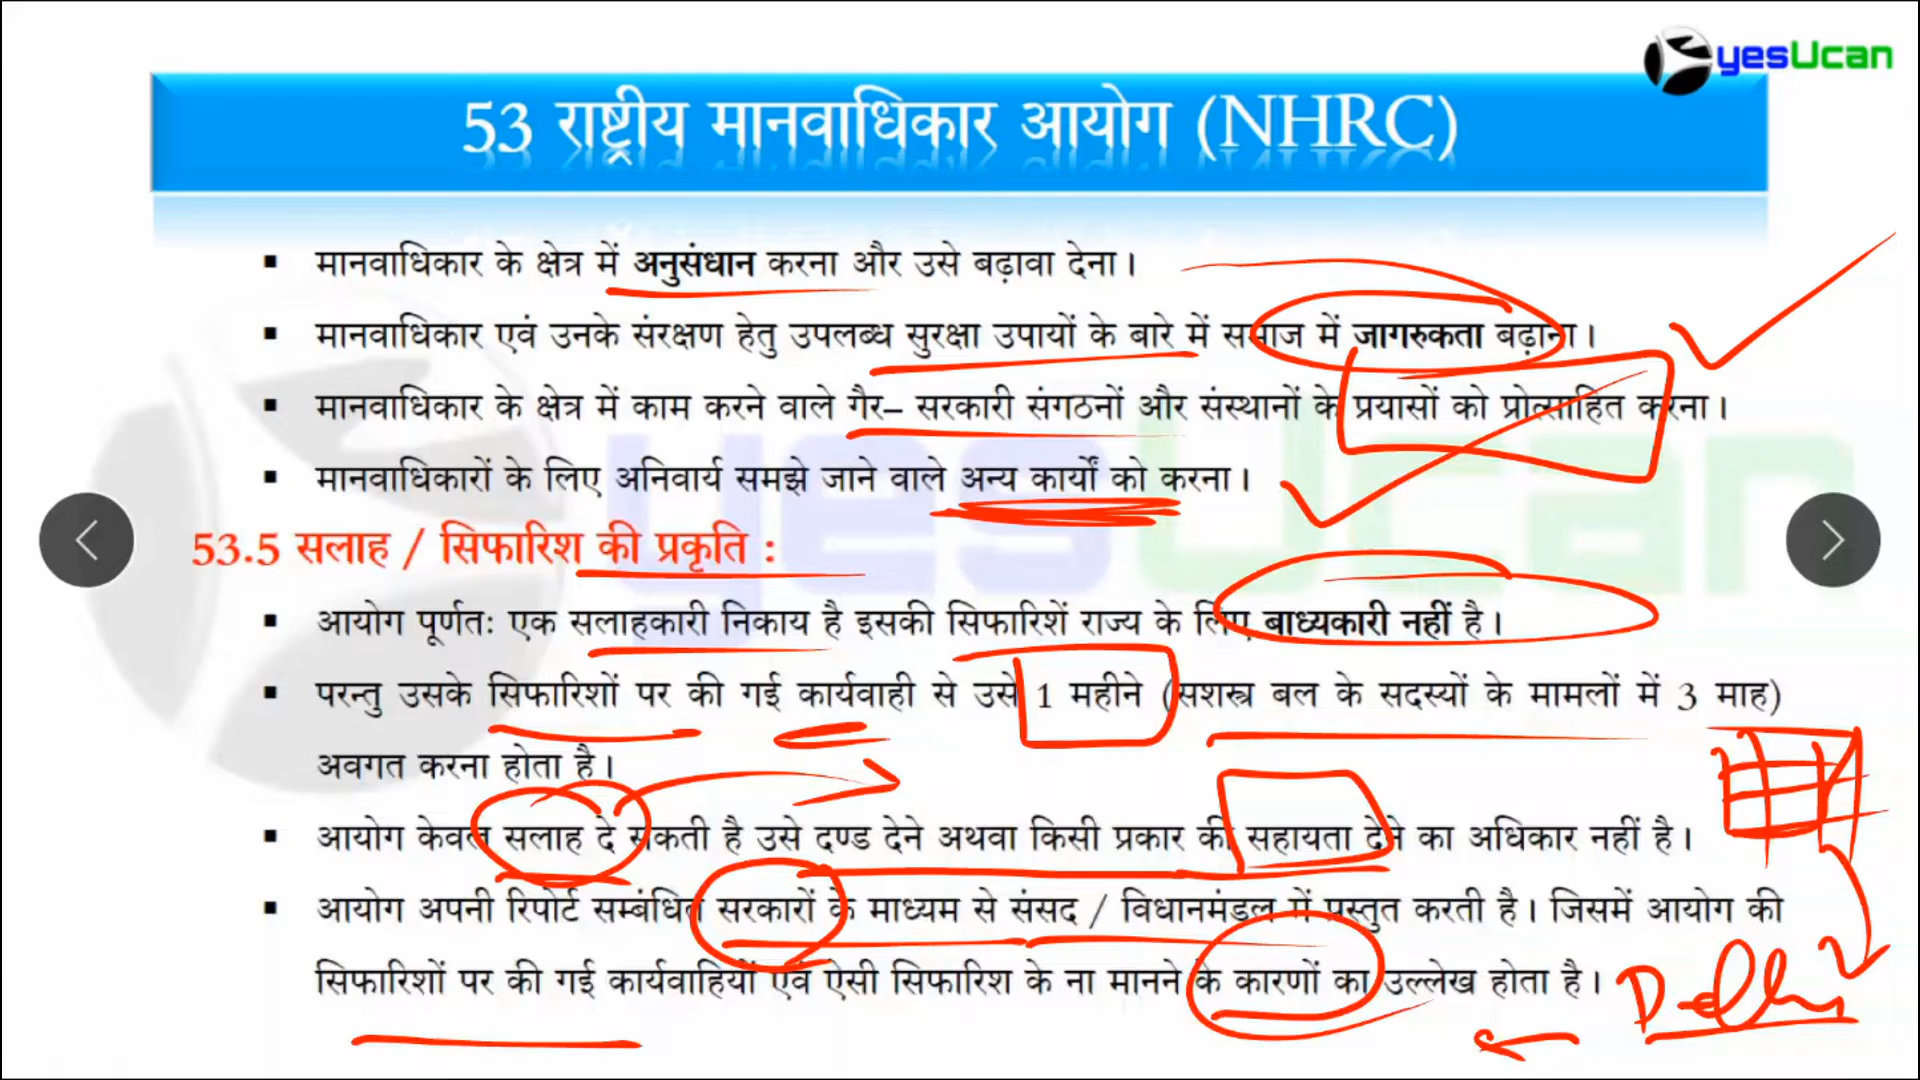 yesUcan
53 राष्ट्रीय मानवाधिकार आयोग (NHRC)
▪ मानवाधिकार के क्षेत्र में अनुसंधान करना और उसे बढ़ावा देना।
▪ मानवाधिकार एवं उनके संरक्षण हेतु उपलब्ध सुरक्षा उपायों के बारे में समाज में जागरुकता बढ़ाना।
▪ मानवाधिकार के क्षेत्र में काम करने वाले गैर– सरकारी संगठनों और संस्थानों के प्रयासों को प्रोत्साहित करना।
▪ मानवाधिकारों के लिए अनिवार्य समझे जाने वाले अन्य कार्यों को करना।
53.5 सलाह / सिफारिश की प्रकृति :
▪ आयोग पूर्णतः एक सलाहकारी निकाय है इसकी सिफारिशें राज्य के लिए बाध्यकारी नहीं है।
▪ परन्तु उसके सिफारिशों पर की गई कार्यवाही से उसे 1 महीने (सशस्त्र बल के सदस्यों के मामलों में 3 माह)
अवगत करना होता है।
▪ आयोग केवल सलाह दे सकती है उसे दण्ड देने अथवा किसी प्रकार की सहायता देने का अधिकार नहीं है।
▪ आयोग अपनी रिपोर्ट सम्बंधित सरकारों के माध्यम से संसद / विधानमंडल में प्रस्तुत करती है। जिसमें आयोग की
सिफारिशों पर की गई कार्यवाहियों एवं ऐसी सिफारिश के ना मानने के कारणों का उल्लेख होता है।
Delhi